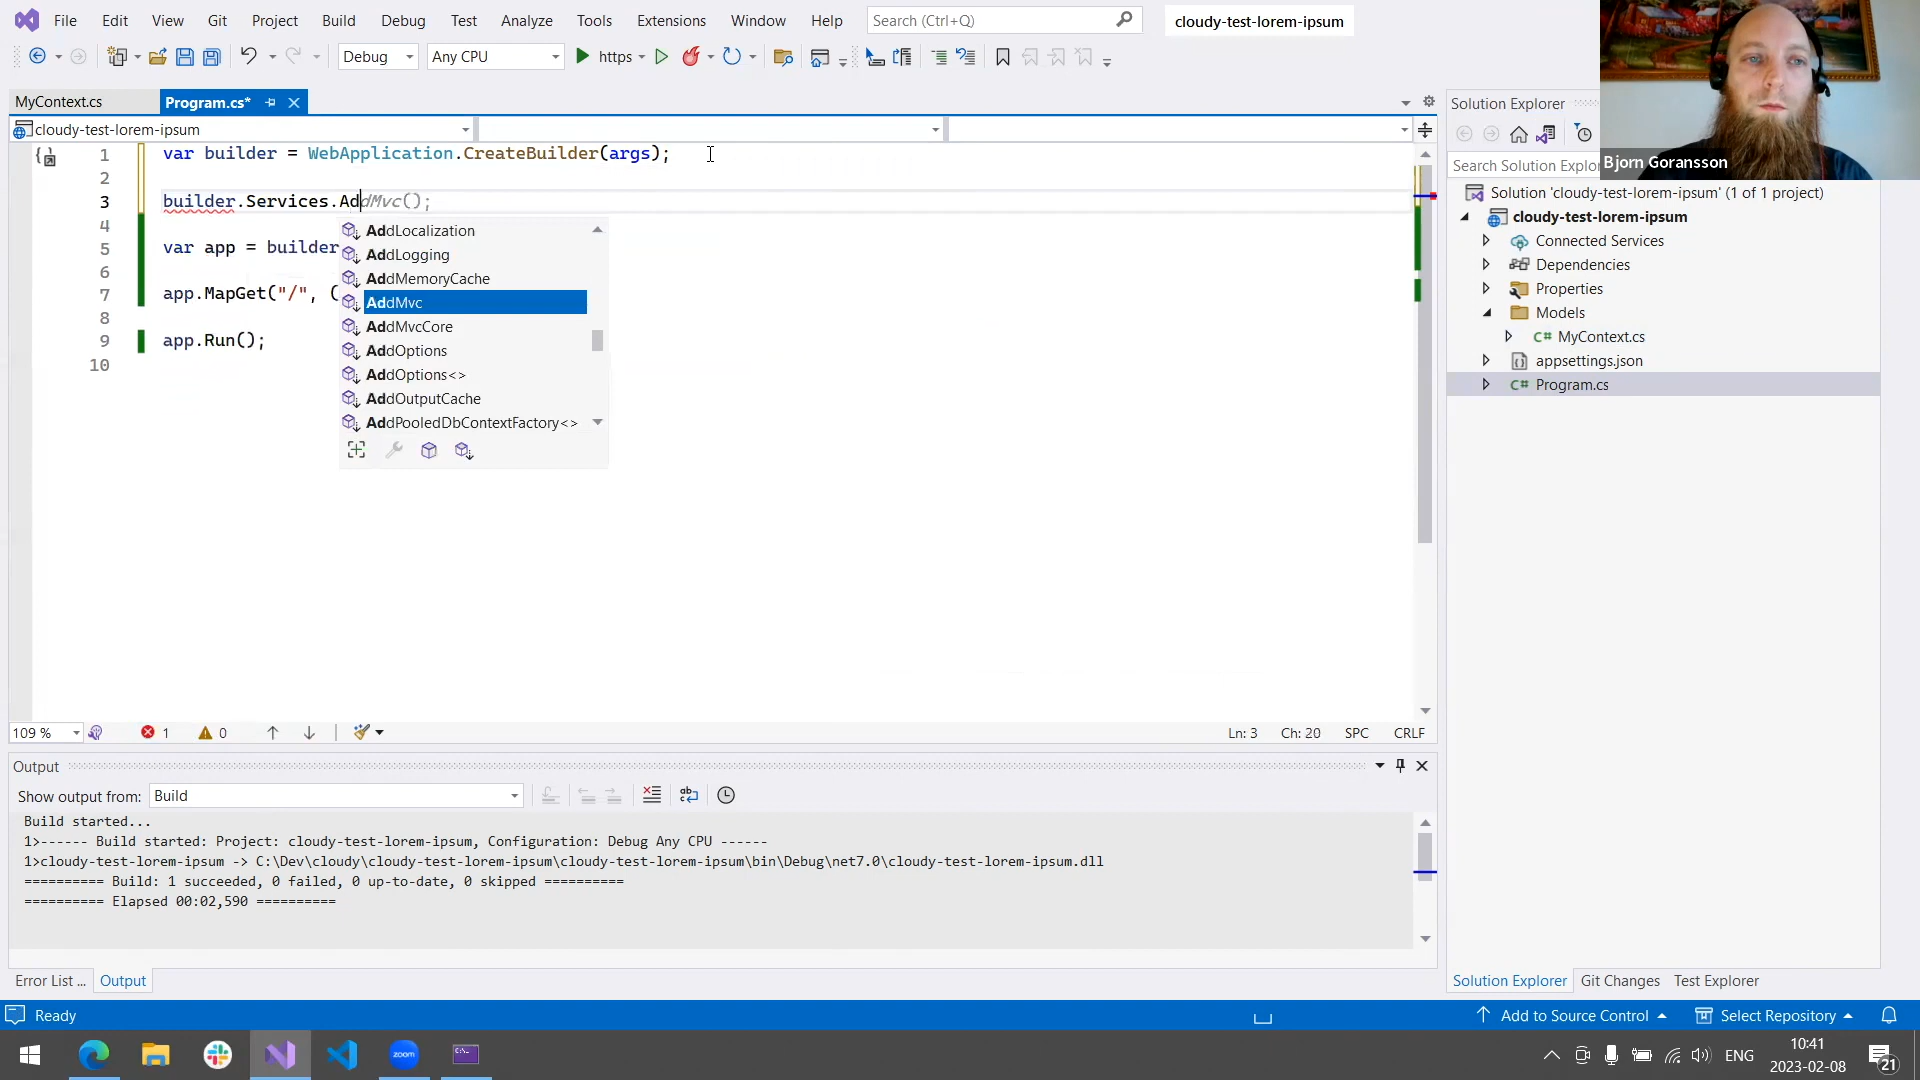 File Edit View Git Project Build Debug Test Analyze Tools Extensions Window Help Search (Ctrl+Q) cloudy-test-lorem-ipsum
Debug Any CPU https
MyContext.cs Program.cs* Solution Explorer
cloudy-test-lorem-ipsum
Search Solution Explo Bjorn Goransson
1 var builder = WebApplication.CreateBuilder(args);
2
3 builder.Services.AddMvc();
4
5 var app = builder
6
7 app.MapGet("/", (
8
9 app.Run();
10
AddLocalization
AddLogging
AddMemoryCache
AddMvc
AddMvcCore
AddOptions
AddOptions<>
AddOutputCache
AddPooledDbContextFactory<>
Solution 'cloudy-test-lorem-ipsum' (1 of 1 project)
cloudy-test-lorem-ipsum
Connected Services
Dependencies
Properties
Models
C# MyContext.cs
appsettings.json
C# Program.cs
109 % 1 0 Ln: 3 Ch: 20 SPC CRLF
Output
Show output from: Build
Build started...
1>------ Build started: Project: cloudy-test-lorem-ipsum, Configuration: Debug Any CPU ------
1>cloudy-test-lorem-ipsum -> C:\Dev\cloudy\cloudy-test-lorem-ipsum\cloudy-test-lorem-ipsum\bin\Debug\net7.0\cloudy-test-lorem-ipsum.dll
========== Build: 1 succeeded, 0 failed, 0 up-to-date, 0 skipped ==========
========== Elapsed 00:02,590 ==========
Error List ... Output Solution Explorer Git Changes Test Explorer
Ready Add to Source Control Select Repository
zoom ENG 10:41
2023-02-08 21